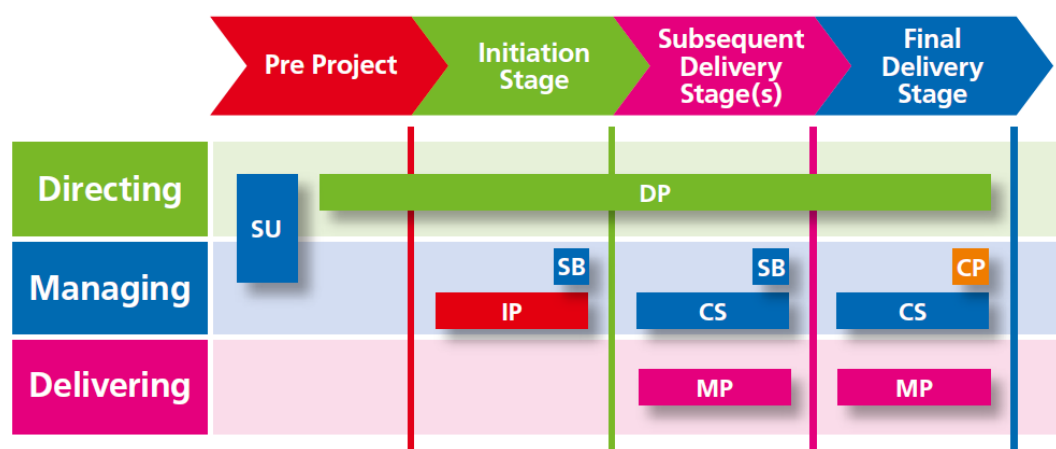 Pre Project
Initiation
Stage
Subsequent
Delivery
Stage(s)
Final
Delivery
Stage
Directing
SU
DP
Managing
SB
SB
CP
IP
CS
CS
Delivering
MP
MP